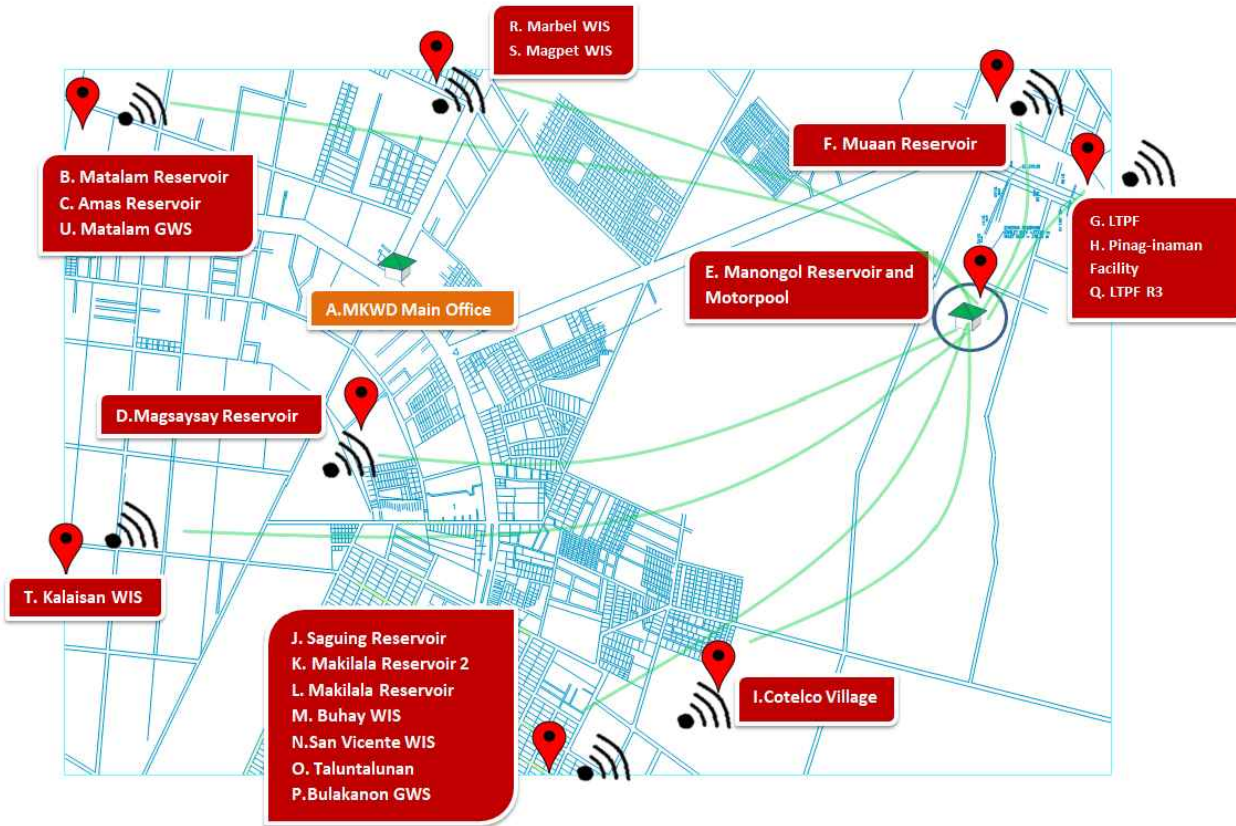 R. Marbel WIS
S. Magpet WIS
F. Muaan Reservoir
B. Matalam Reservoir
C. Amas Reservoir
U. Matalam GWS
G. LTPF
H. Pinag-inaman
Facility
Q. LTPF R3
E. Manongol Reservoir and
Motorpool
A.MKWD Main Office
D.Magsaysay Reservoir
T. Kalaisan WIS
J. Saguing Reservoir
K. Makilala Reservoir 2
L. Makilala Reservoir
M. Buhay WIS
N.San Vicente WIS
O. Taluntalunan
P.Bulakanon GWS
I.Cotelco Village